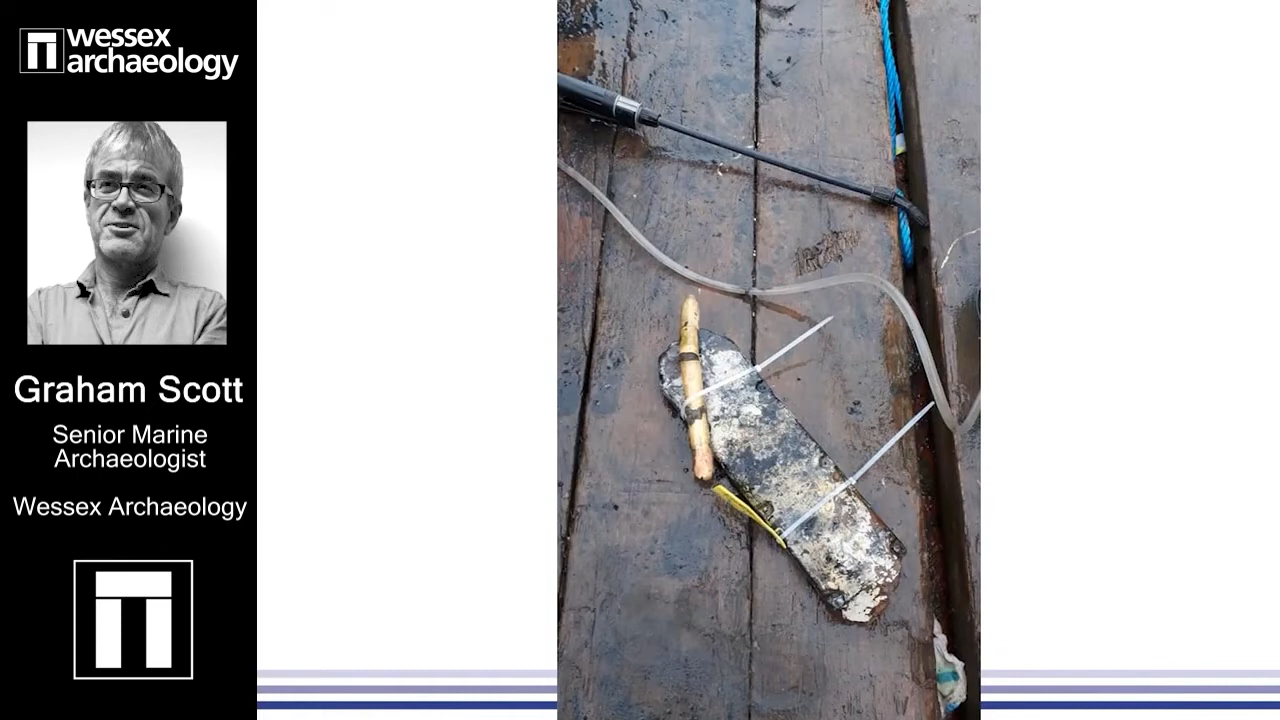 wessex
archaeology
Graham Scott
Senior Marine
Archaeologist
Wessex Archaeology